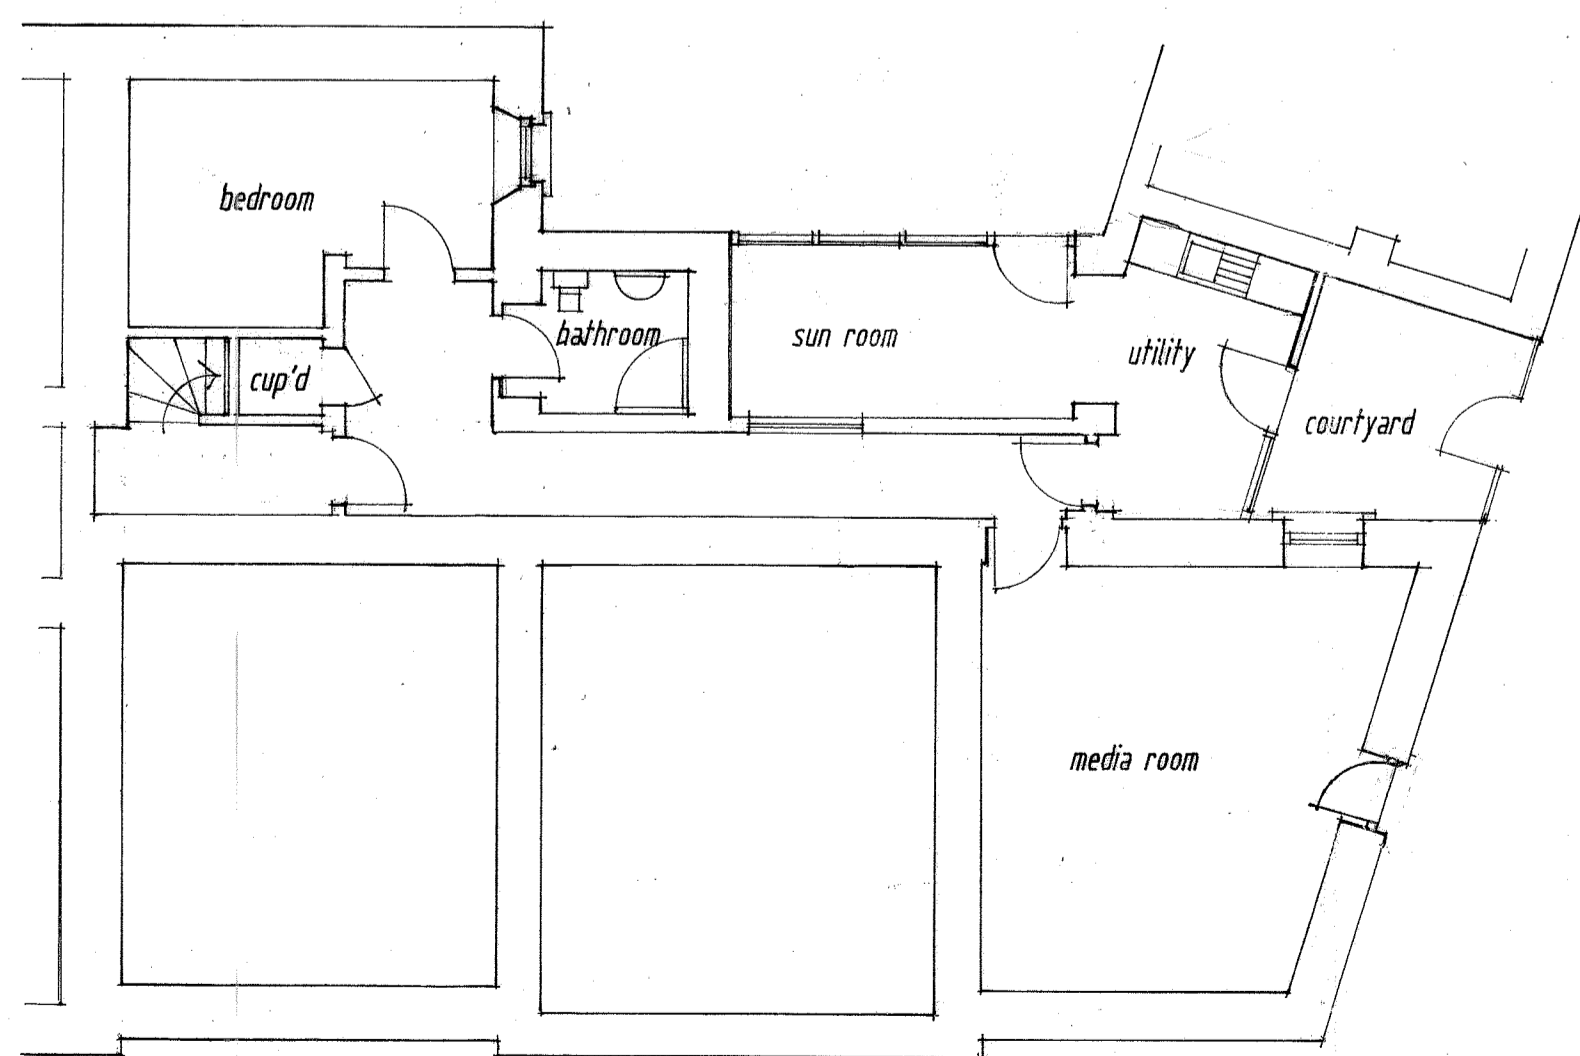 bedroom
bathroom
sun room
utility
cup'd
courtyard
media room